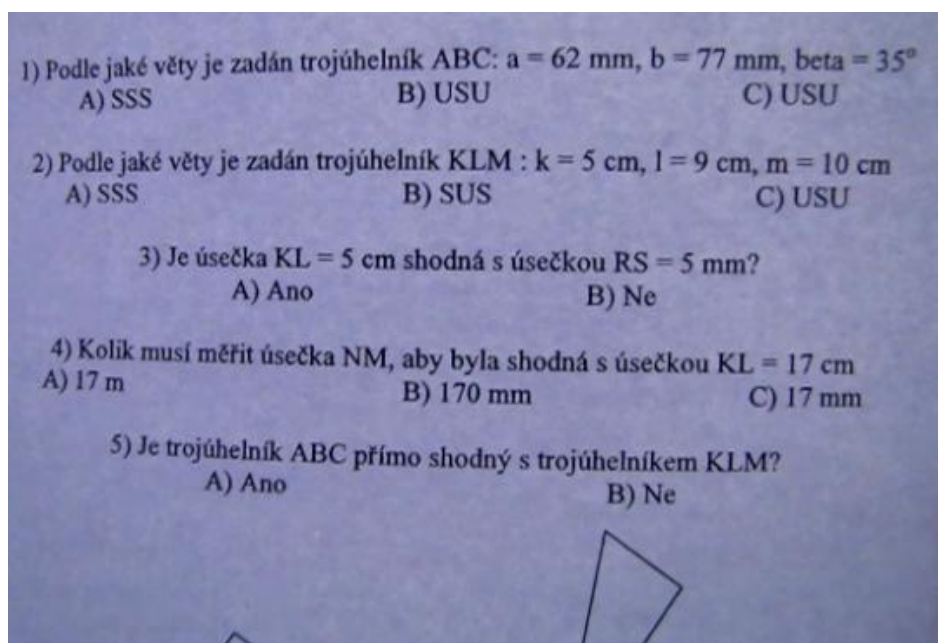 1) Podle jaké věty je zadán trojúhelník ABC: a = 62 mm, b = 77 mm, beta = 35°
A) SSS B) USU C) USU
2) Podle jaké věty je zadán trojúhelník KLM : k = 5 cm, l = 9 cm, m = 10 cm
A) SSS B) SUS C) USU
3) Je úsečka KL = 5 cm shodná s úsečkou RS = 5 mm?
A) Ano B) Ne
4) Kolik musí měřit úsečka NM, aby byla shodná s úsečkou KL = 17 cm
A) 17 m B) 170 mm C) 17 mm
5) Je trojúhelník ABC přímo shodný s trojúhelníkem KLM?
A) Ano B) Ne